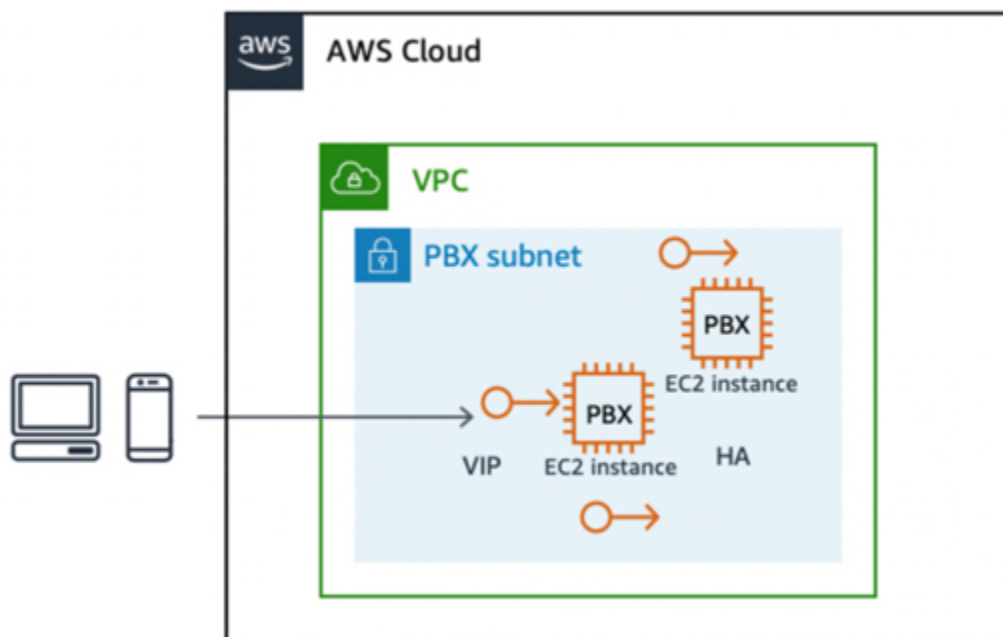 aws
AWS Cloud
VPC
PBX subnet
PBX
EC2 instance
PBX
VIP
EC2 instance
HA